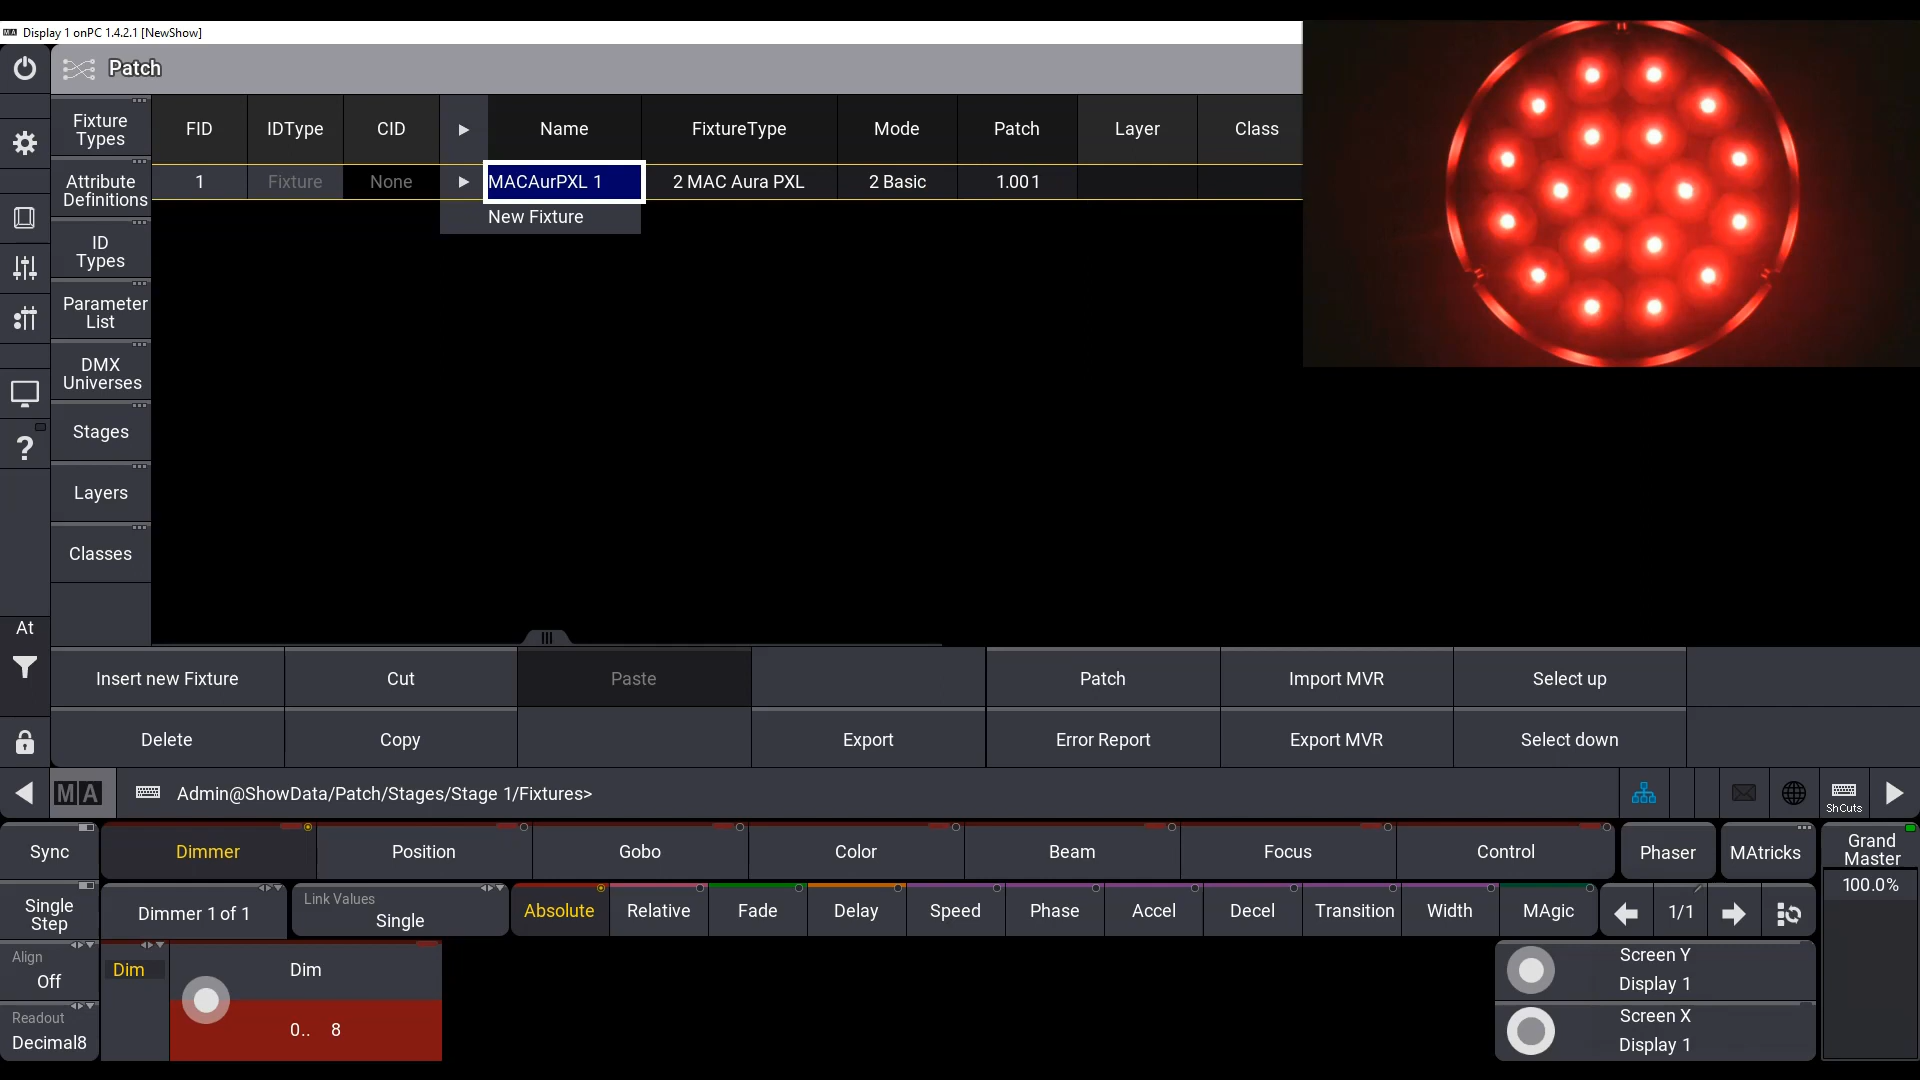 Display 1 onPC 1.4.2.1 [NewShow]
Patch
Fixture Types
FID IDType CID Name FixtureType Mode Patch Layer Class
1 Fixture None MACAurPXL 1 2 MAC Aura PXL 2 Basic 1.001
New Fixture
Attribute Definitions
ID Types
Parameter List
DMX Universes
Stages
?
Layers
Classes
At
Insert new Fixture Cut Paste Patch Import MVR Select up
Delete Copy Export Error Report Export MVR Select down
MA Admin@ShowData/Patch/Stages/Stage 1/Fixtures> ShCuts
Sync Dimmer Position Gobo Color Beam Focus Control Phaser MAtricks Grand Master
100.0%
Single Step Dimmer 1 of 1 Link Values Single Absolute Relative Fade Delay Speed Phase Accel Decel Transition Width MAgic 1/1
Align Off Dim Dim Screen Y Display 1
Readout Decimal8 0.. 8 Screen X Display 1